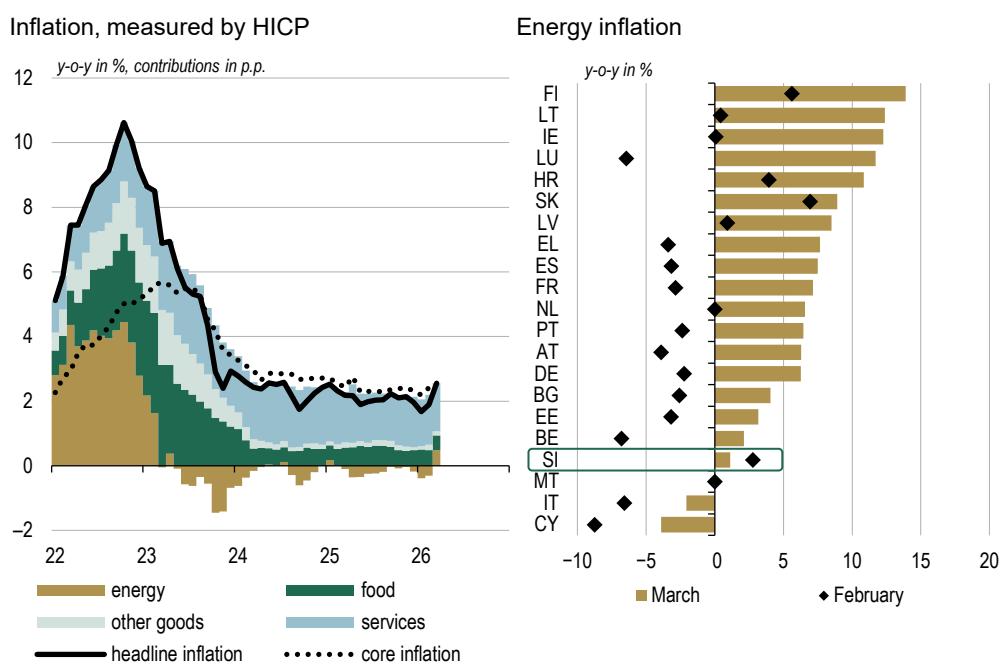 Inflation, measured by HICP
y-o-y in %, contributions in p.p.
12
10
8
6
4
2
0
−2
22 23 24 25 26
energy food
other goods services
headline inflation core inflation
Energy inflation
y-o-y in %
FI
LT
IE
LU
HR
SK
LV
EL
ES
FR
NL
PT
AT
DE
BG
EE
BE
SI
MT
IT
CY
−10 −5 0 5 10 15 20
March February